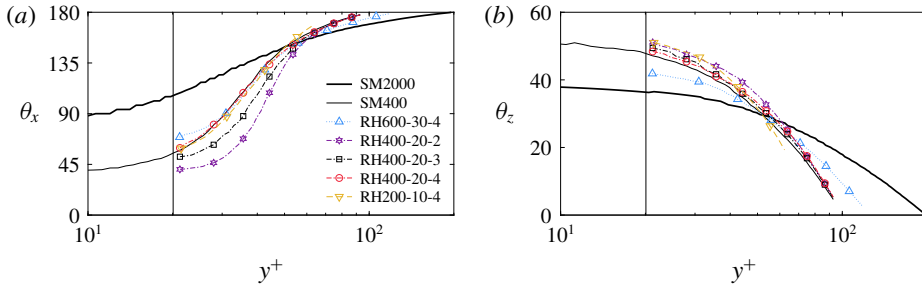 (a)
180
135
90
45
0
θx
10^1
10^2
y+
SM2000
SM400
RH600-30-4
RH400-20-2
RH400-20-3
RH400-20-4
RH200-10-4
(b)
60
40
20
0
θz
10^1
10^2
y+